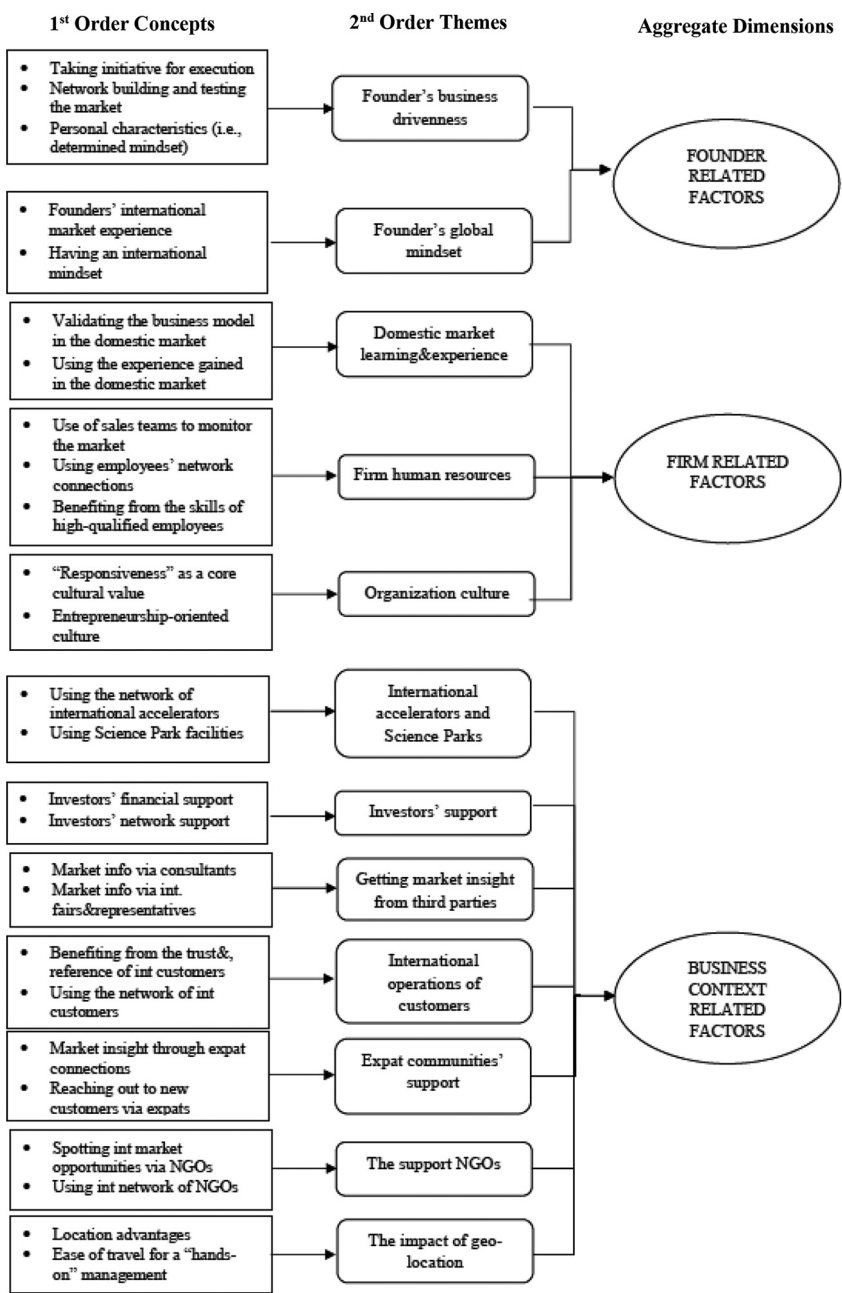 1st Order Concepts
2nd Order Themes
Aggregate Dimensions
• Taking initiative for execution
• Network building and testing
the market
• Personal characteristics (i.e.,
determined mindset)
Founder's business
drivenness
• Founders' international
market experience
• Having an international
mindset
Founder's global
mindset
FOUNDER
RELATED
FACTORS
• Validating the business model
in the domestic market
• Using the experience gained
in the domestic market
Domestic market
learning&experience
• Use of sales teams to monitor
the market
• Using employees' network
connections
• Benefiting from the skills of
high-qualified employees
Firm human resources
• “Responsiveness” as a core
cultural value
• Entrepreneurship-oriented
culture
Organization culture
FIRM RELATED
FACTORS
• Using the network of
international accelerators
• Using Science Park facilities
International
accelerators and
Science Parks
• Investors' financial support
• Investors' network support
Investors' support
• Market info via consultants
• Market info via int.
fairs&representatives
Getting market insight
from third parties
• Benefiting from the trust&,
reference of int customers
• Using the network of int
customers
International
operations of
customers
• Market insight through expat
connections
• Reaching out to new
customers via expats
Expat communities'
support
• Spotting int market
opportunities via NGOs
• Using int network of NGOs
The support NGOs
• Location advantages
• Ease of travel for a “hands-
on” management
The impact of geo-
location
BUSINESS
CONTEXT
RELATED
FACTORS